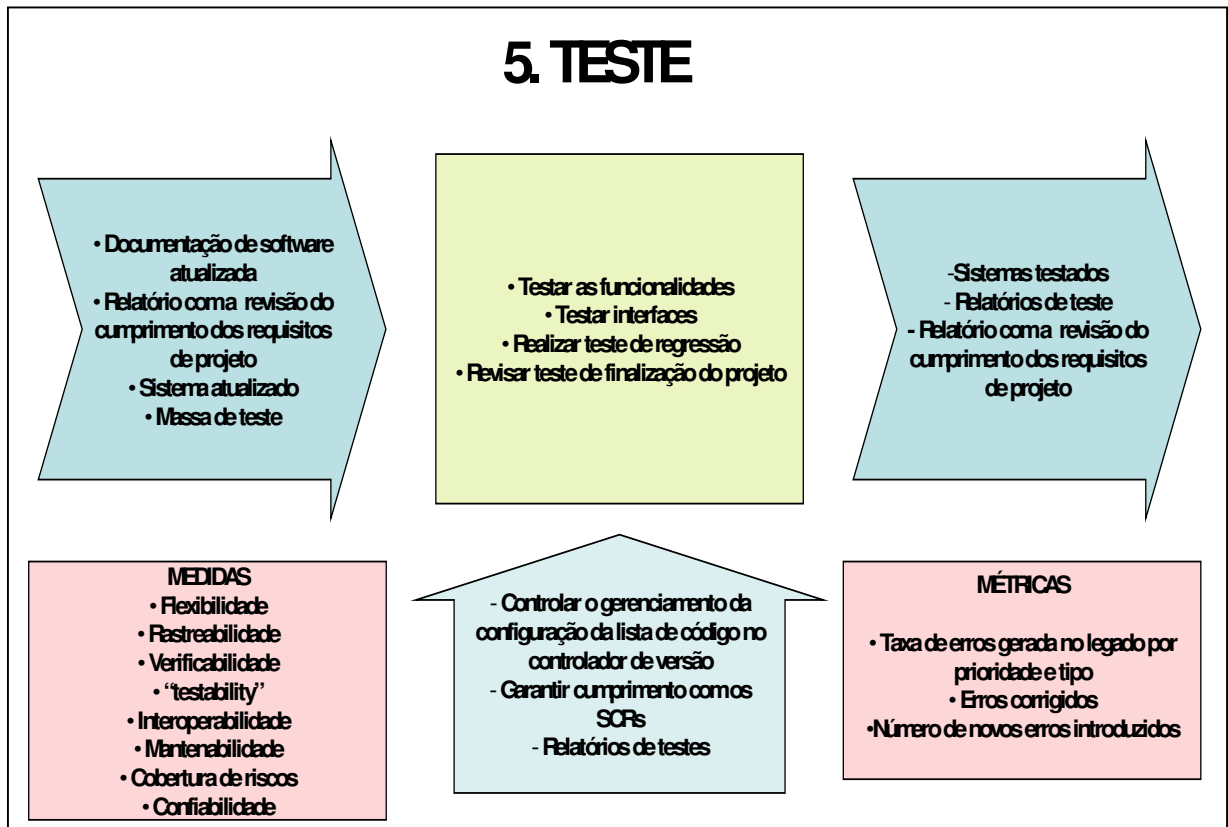 5. TESTE
• Documentação de software
atualizada
• Relatório com a revisão do
cumprimento dos requisitos
de projeto
• Sistema atualizado
• Massa de teste
• Testar as funcionalidades
• Testar interfaces
• Realizar teste de regressão
• Revisar teste de finalização do projeto
-Sistemas testados
- Relatórios de teste
- Relatório com a revisão do
cumprimento dos requisitos
de projeto
MEDIDAS
• Flexibilidade
• Rastreabilidade
• Verificabilidade
• “testability”
• Interoperabilidade
• Mantenabilidade
• Cobertura de riscos
• Confiabilidade
- Controlar o gerenciamento da
configuração da lista de código no
controlador de versão
- Garantir cumprimento com os
SCRs
- Relatórios de testes
MÉTRICAS
• Taxa de erros gerada no legado por
prioridade e tipo
• Erros corrigidos
•Número de novos erros introduzidos